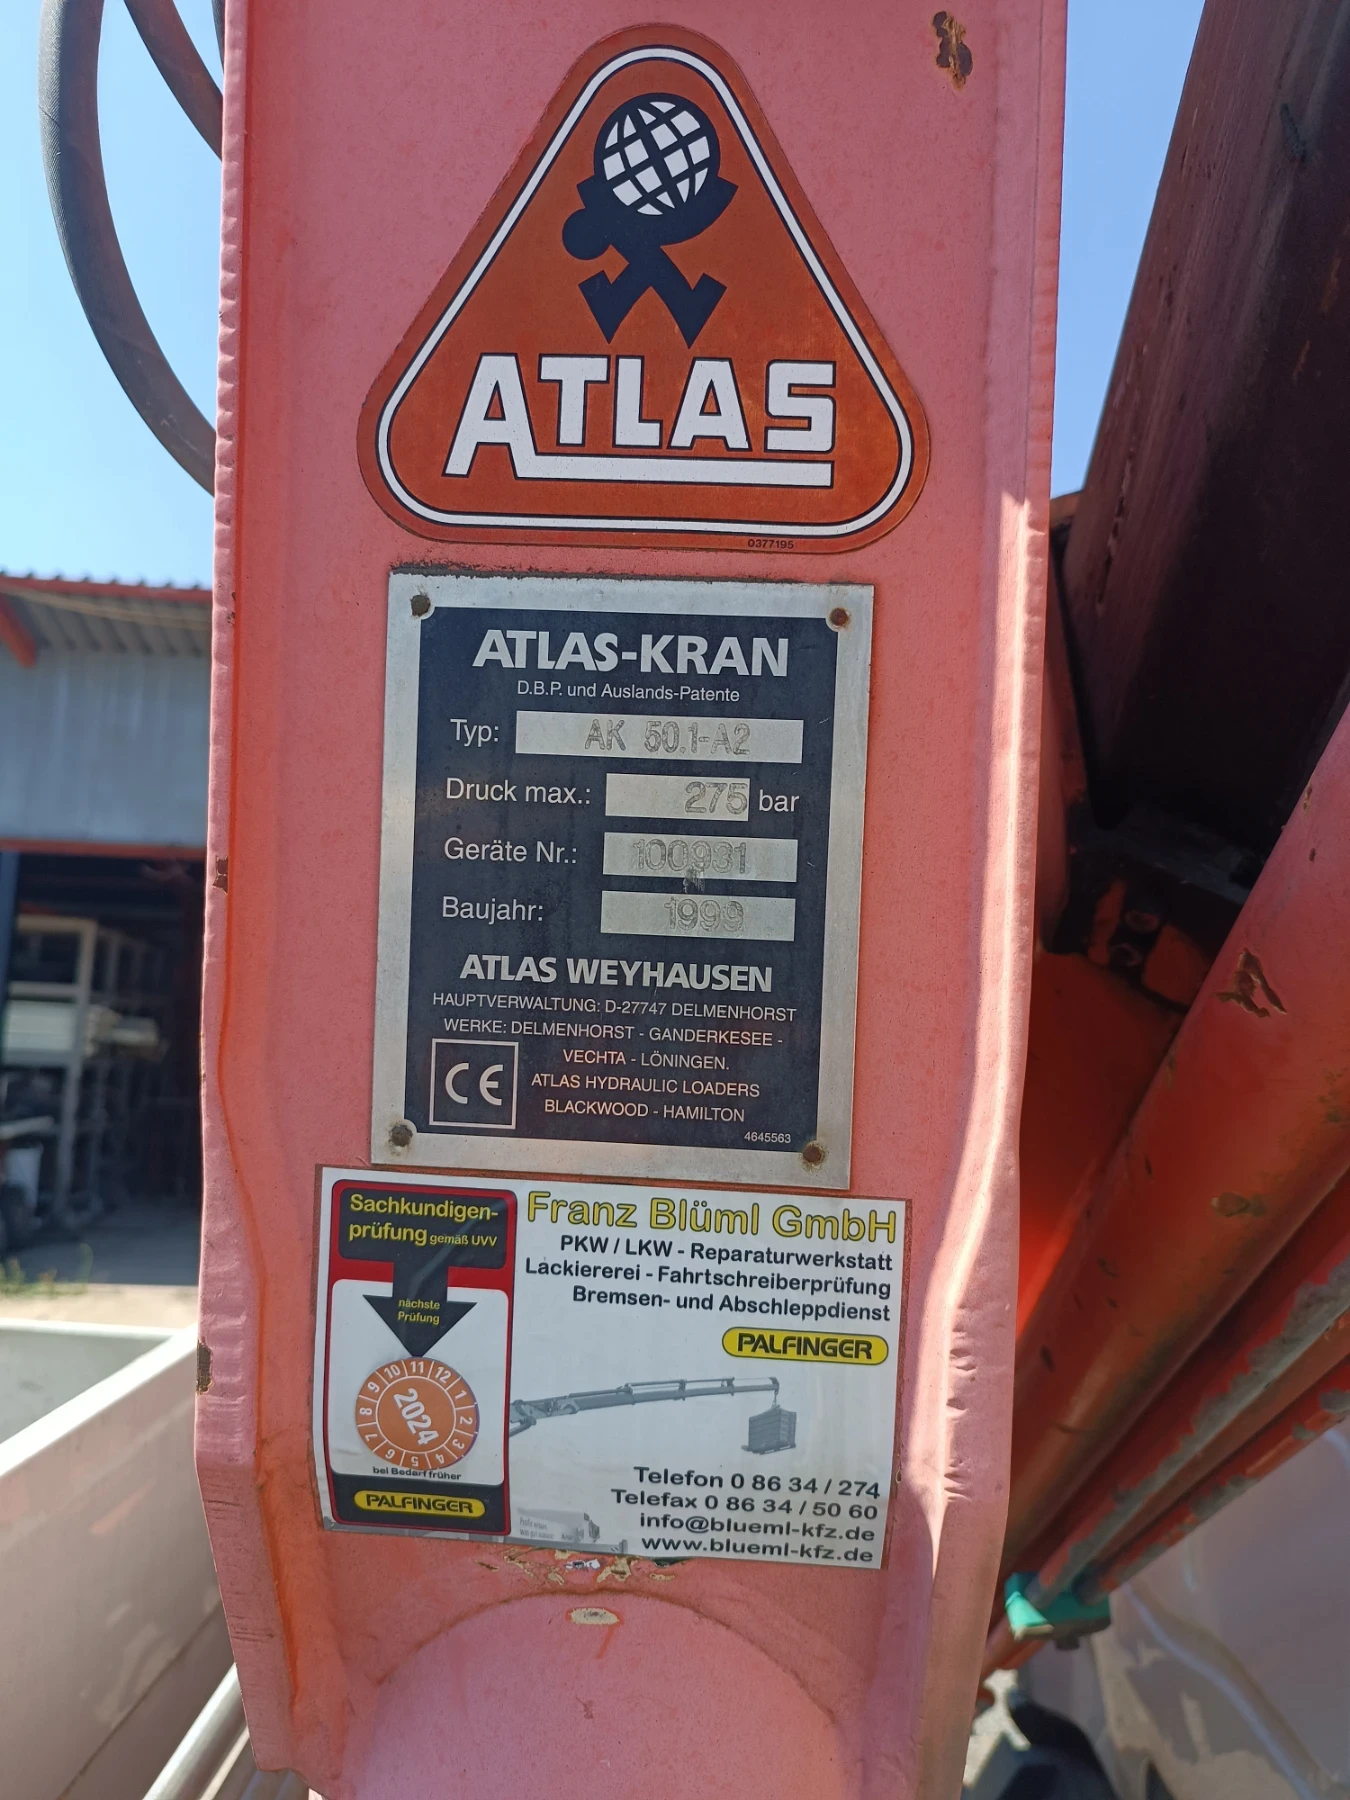 ATLAS
0377195
ATLAS-KRAN
D.B.P. und Auslands-Patente
Typ: AK 50.1-A2
Druck max.: 275 bar
Geräte Nr.: 100931
Baujahr: 1999
ATLAS WEYHAUSEN
HAUPTVERWALTUNG: D-27747 DELMENHORST
WERKE: DELMENHORST - GANDERKESEE -
VECHTA - LÖNINGEN.
CE
ATLAS HYDRAULIC LOADERS
BLACKWOOD - HAMILTON
4645563
Sachkundigen-
prüfung gemäß UVV
nächste
Prüfung
1 2 3 4 5 6 7 8 9 10 11 12
2024
bei Bedarf früher
PALFINGER
Franz Blüml GmbH
PKW / LKW - Reparaturwerkstatt
Lackiererei - Fahrtschreiberprüfung
Bremsen- und Abschleppdienst
PALFINGER
Telefon 0 86 34 / 274
Telefax 0 86 34 / 50 60
info@blueml-kfz.de
www.blueml-kfz.de